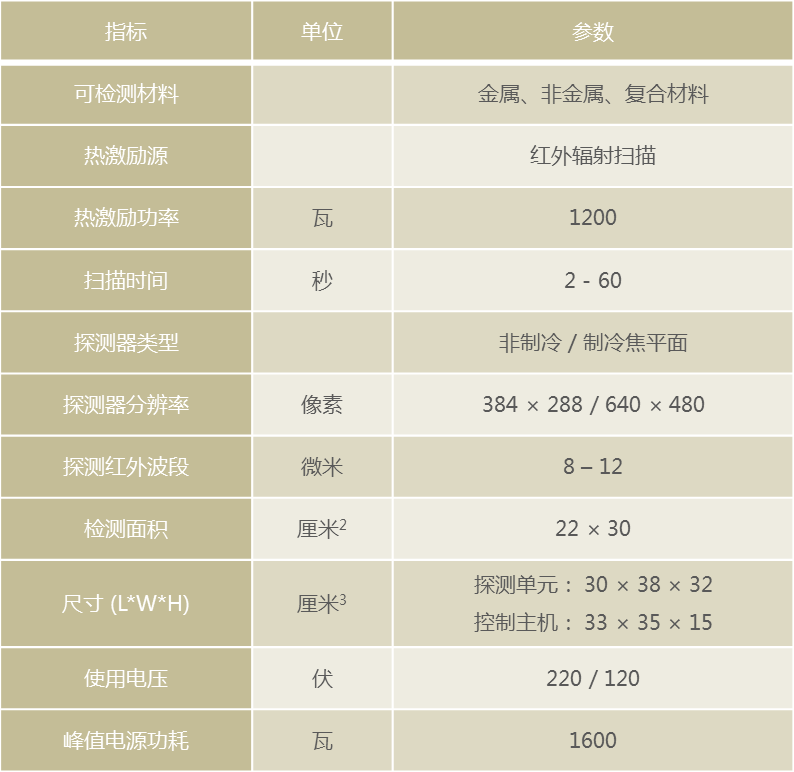 指标 单位 参数
可检测材料 金属、非金属、复合材料
热激励源 红外辐射扫描
热激励功率 瓦 1200
扫描时间 秒 2 - 60
探测器类型 非制冷 / 制冷焦平面
探测器分辨率 像素 384 × 288 / 640 × 480
探测红外波段 微米 8 – 12
检测面积 厘米² 22 × 30
尺寸 (L*W*H) 厘米³ 探测单元： 30 × 38 × 32
控制主机： 33 × 35 × 15
使用电压 伏 220 / 120
峰值电源功耗 瓦 1600